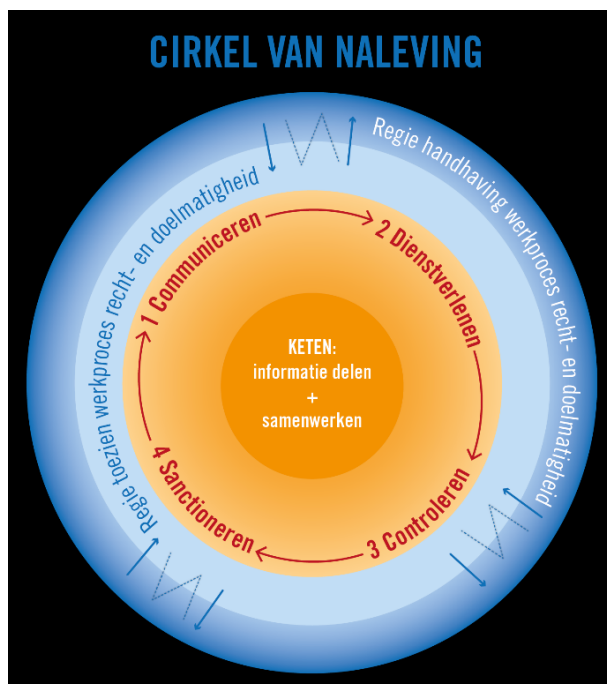 CIRKEL VAN NALEVING
Regie handhaving werkproces recht- en doelmatigheid
Regie toezien werkproces recht- en doelmatigheid
1 Communiceren
2 Dienstverlenen
3 Controleren
4 Sanctioneren
KETEN:
informatie delen
+
samenwerken